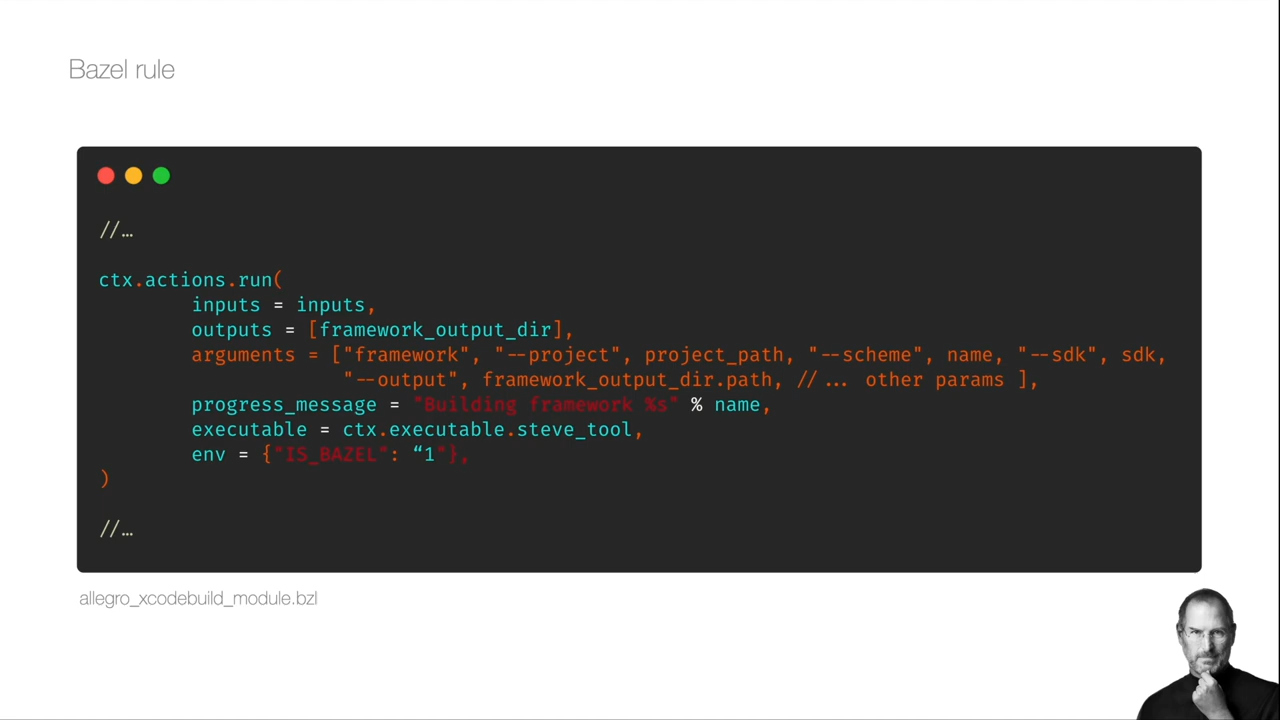 Bazel rule
//…
ctx.actions.run(
inputs = inputs,
outputs = [framework_output_dir],
arguments = ["framework", "--project", project_path, "--scheme", name, "--sdk", sdk,
"--output", framework_output_dir.path, //... other params ],
progress_message = "Building framework %s" % name,
executable = ctx.executable.steve_tool,
env = {"IS_BAZEL": “1"},
)
//…
allegro_xcodebuild_module.bzl